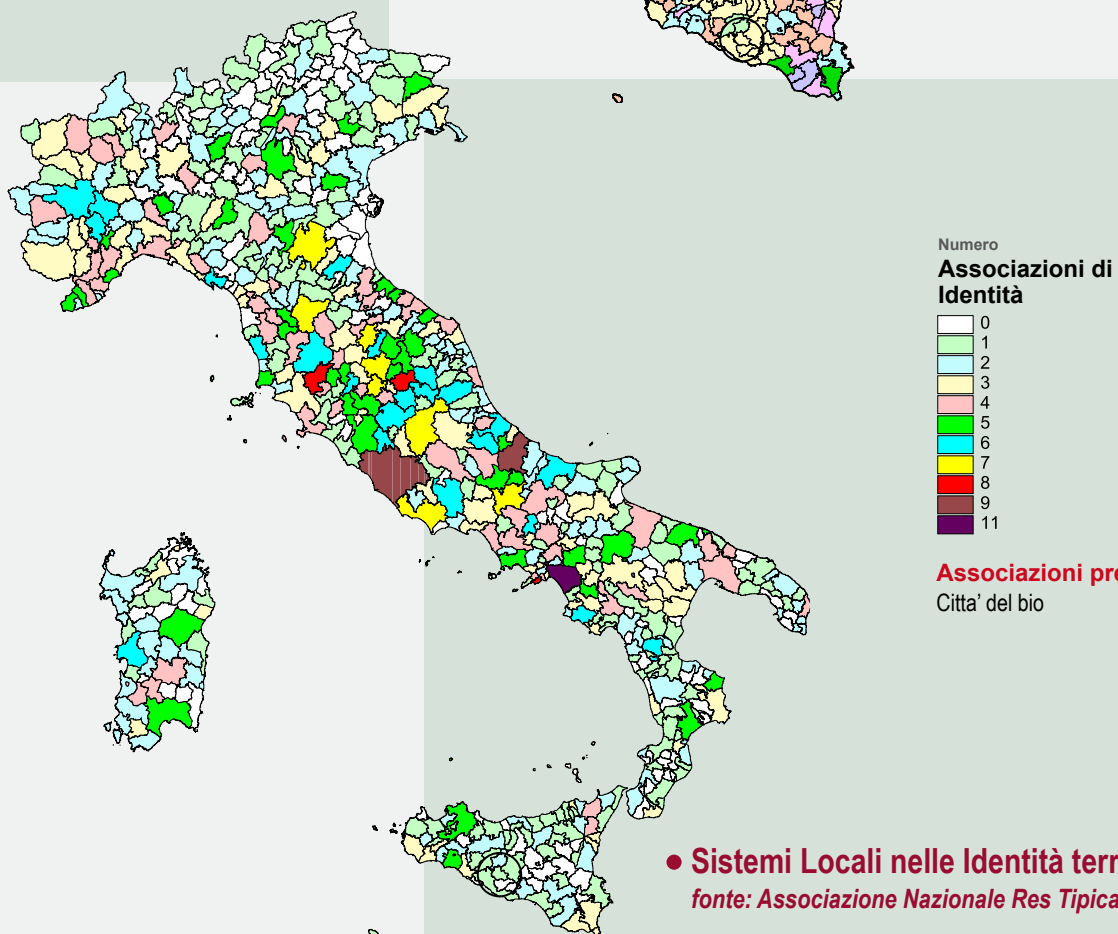 Numero
Associazioni di
Identità
0
1
2
3
4
5
6
7
8
9
11
Associazioni pre
Citta' del bio
• Sistemi Locali nelle Identità terr
fonte: Associazione Nazionale Res Tipica